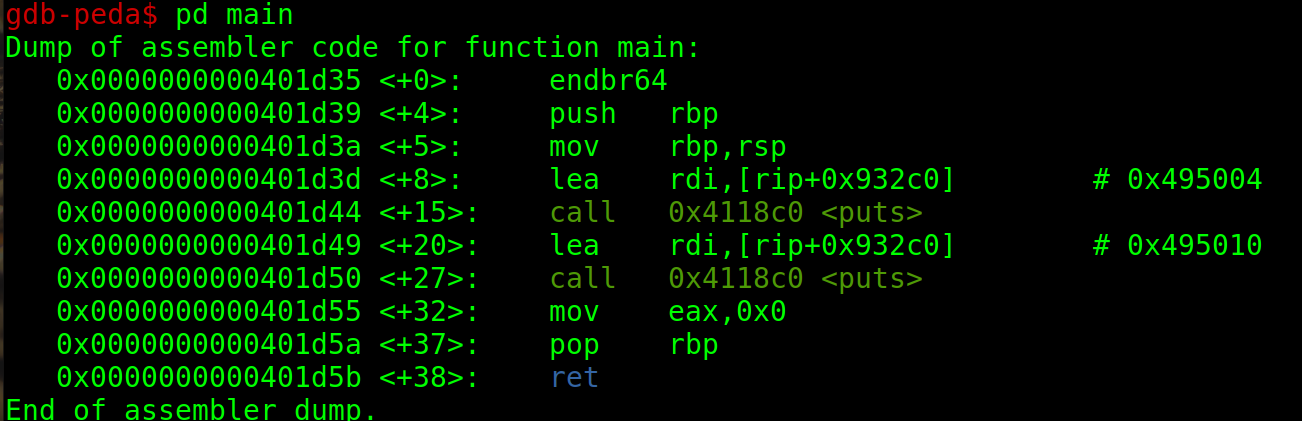 gdb-peda$ pd main
Dump of assembler code for function main:
   0x0000000000401d35 <+0>:     endbr64
   0x0000000000401d39 <+4>:     push   rbp
   0x0000000000401d3a <+5>:     mov    rbp,rsp
   0x0000000000401d3d <+8>:     lea    rdi,[rip+0x932c0]        # 0x495004
   0x0000000000401d44 <+15>:    call   0x4118c0 <puts>
   0x0000000000401d49 <+20>:    lea    rdi,[rip+0x932c0]        # 0x495010
   0x0000000000401d50 <+27>:    call   0x4118c0 <puts>
   0x0000000000401d55 <+32>:    mov    eax,0x0
   0x0000000000401d5a <+37>:    pop    rbp
   0x0000000000401d5b <+38>:    ret
End of assembler dump.